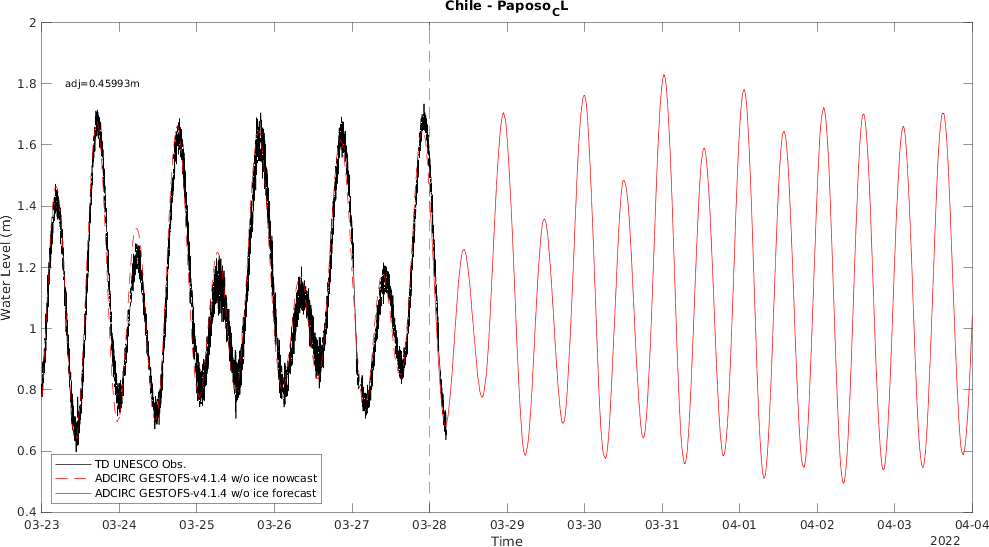 Chile - Paposo_CL
2
1.8
1.6
1.4
1.2
1
0.8
0.6
0.4
adj=0.45993m
Water Level (m)
TD UNESCO Obs.
ADCIRC GESTOFS-v4.1.4 w/o ice nowcast
ADCIRC GESTOFS-v4.1.4 w/o ice forecast
03-23 03-24 03-25 03-26 03-27 03-28 03-29 03-30 03-31 04-01 04-02 04-03 04-04
Time
2022